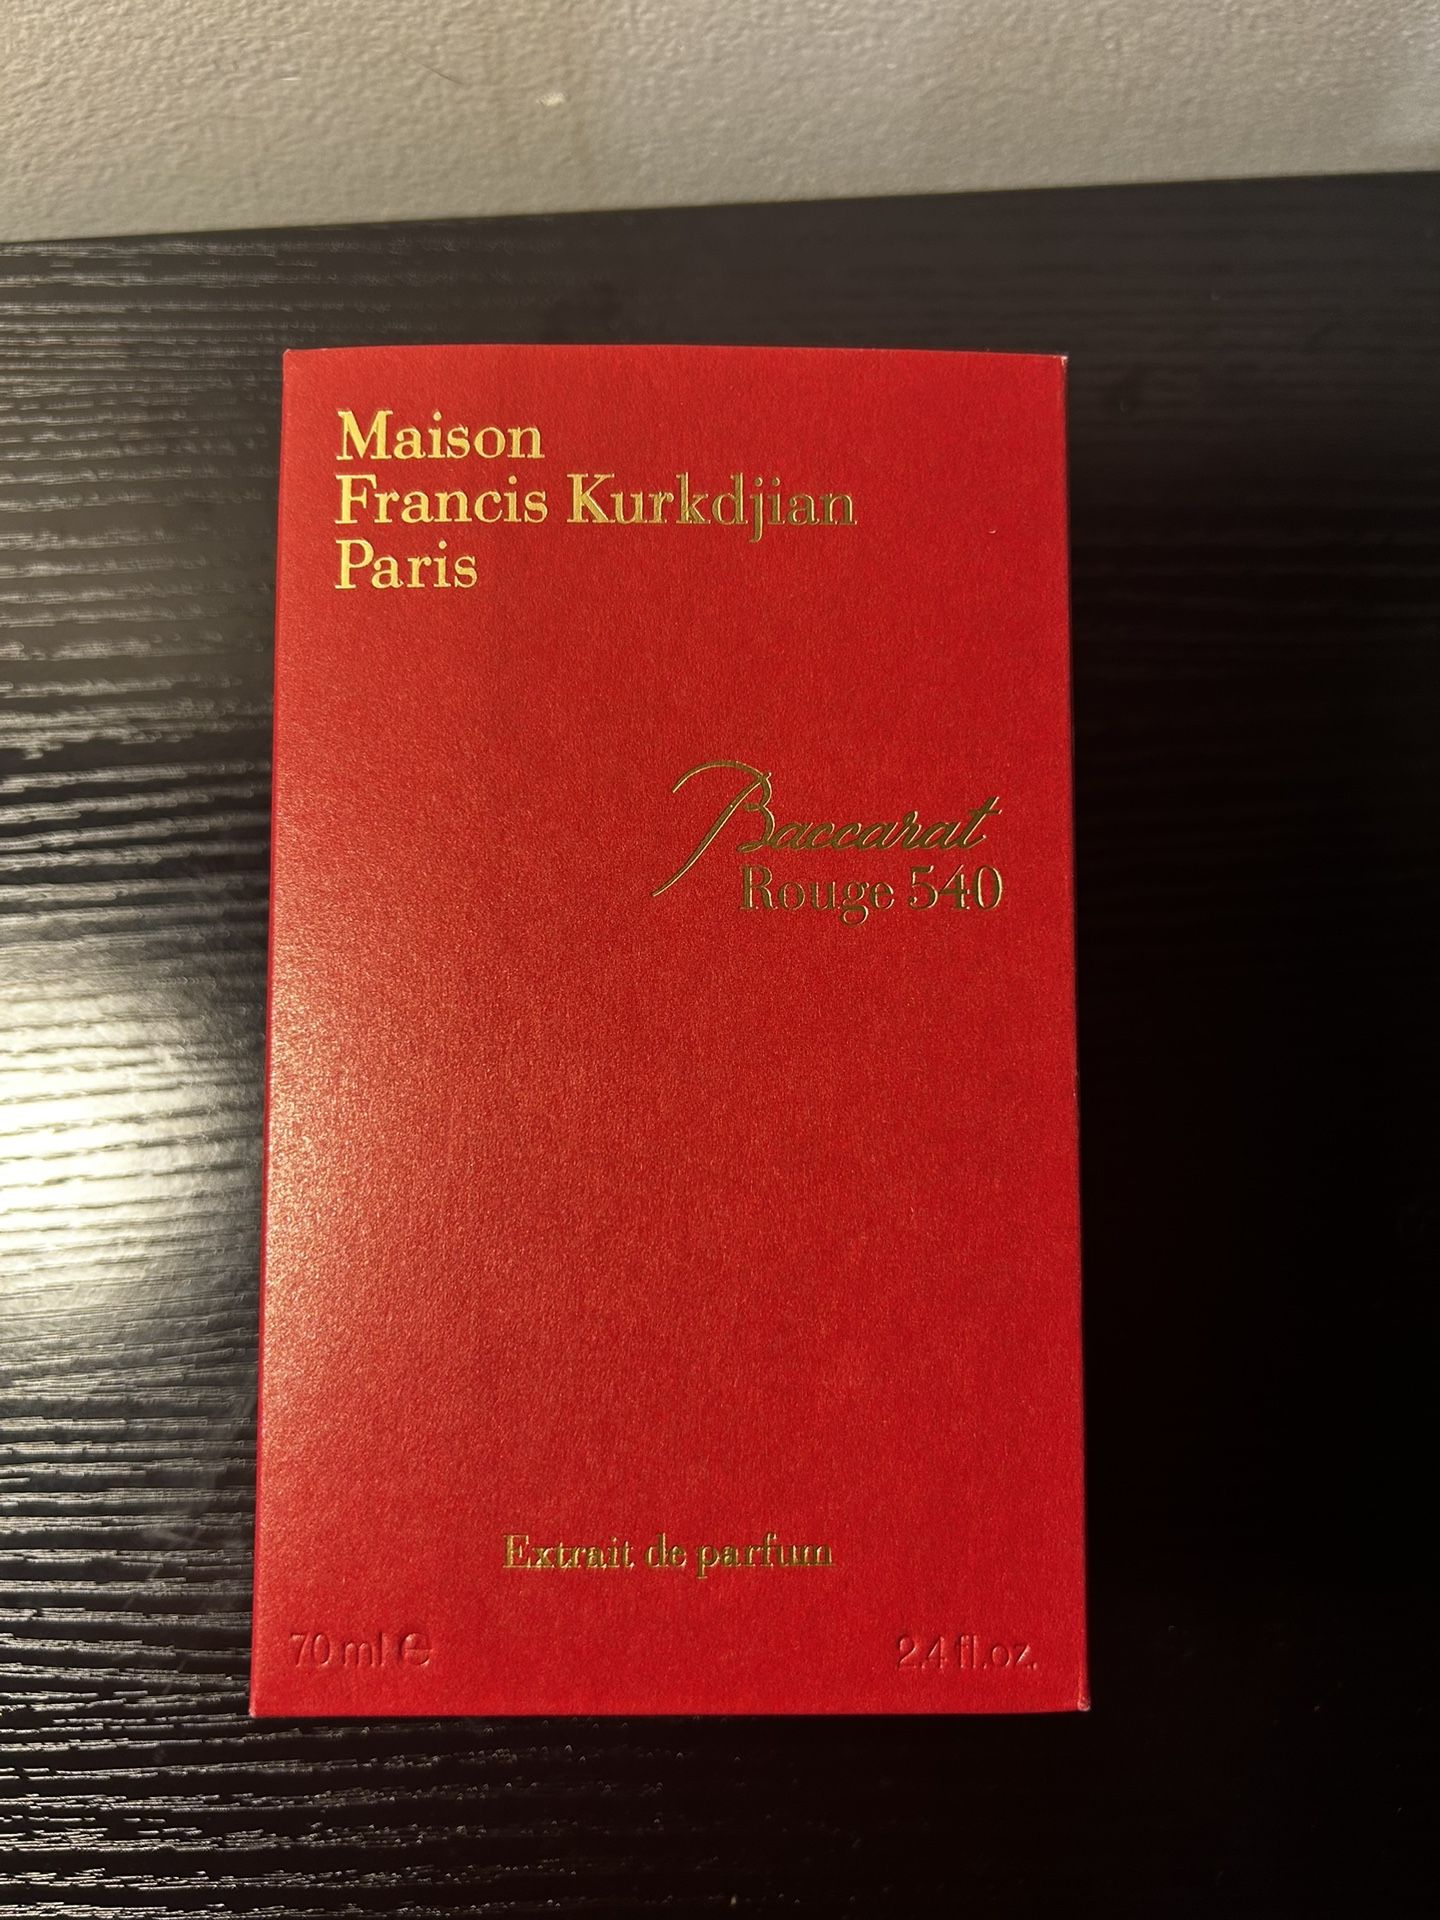 Maison
Francis Kurkdjian
Paris
Baccarat
Rouge 540
Extrait de parfum
70 ml ℮ 2.4 fl.oz.